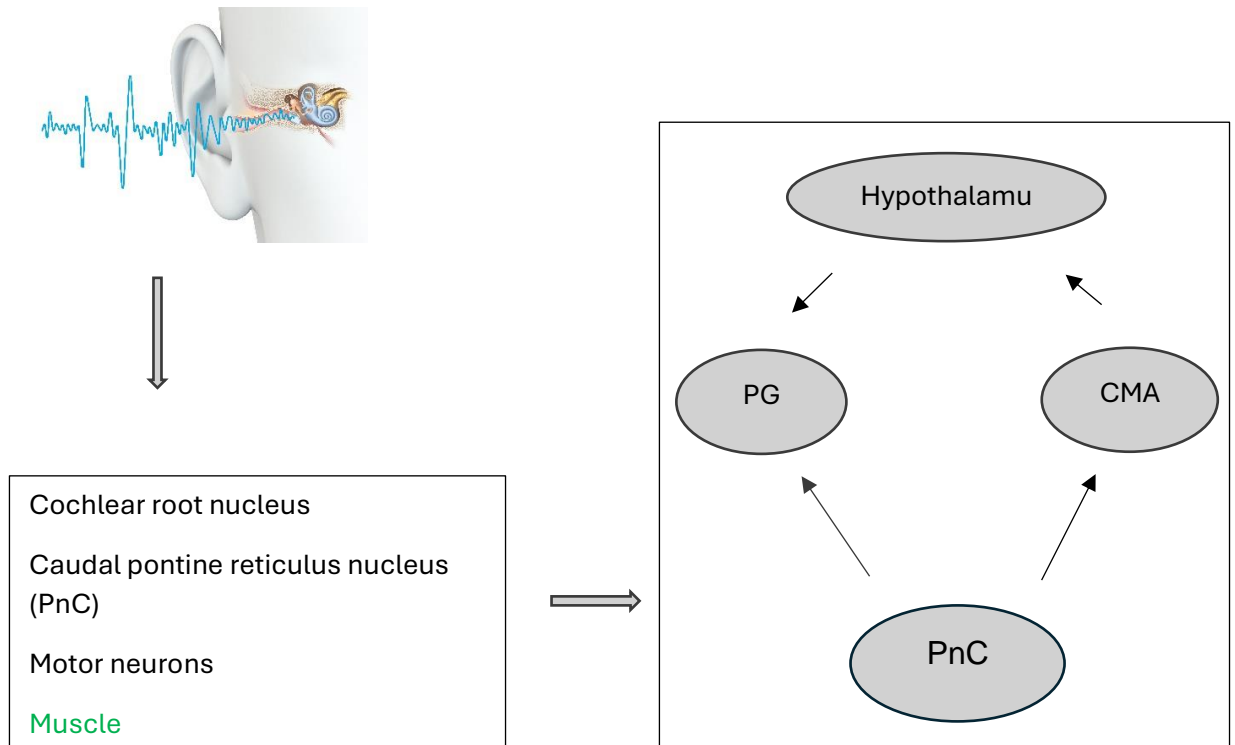 Hypothalamu
PG
CMA
PnC
Cochlear root nucleus
Caudal pontine reticulus nucleus
(PnC)
Motor neurons
Muscle